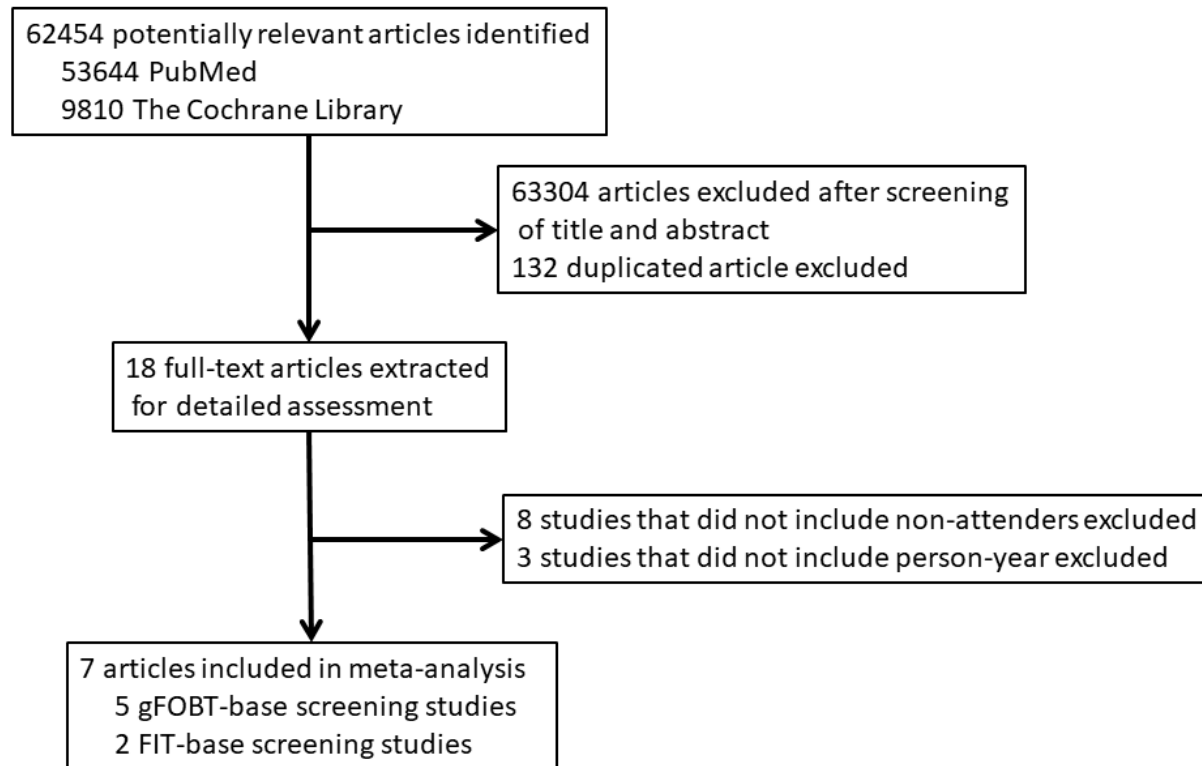 62454 potentially relevant articles identified
53644 PubMed
9810 The Cochrane Library
63304 articles excluded after screening
of title and abstract
132 duplicated article excluded
18 full-text articles extracted
for detailed assessment
8 studies that did not include non-attenders excluded
3 studies that did not include person-year excluded
7 articles included in meta-analysis
5 gFOBT-base screening studies
2 FIT-base screening studies